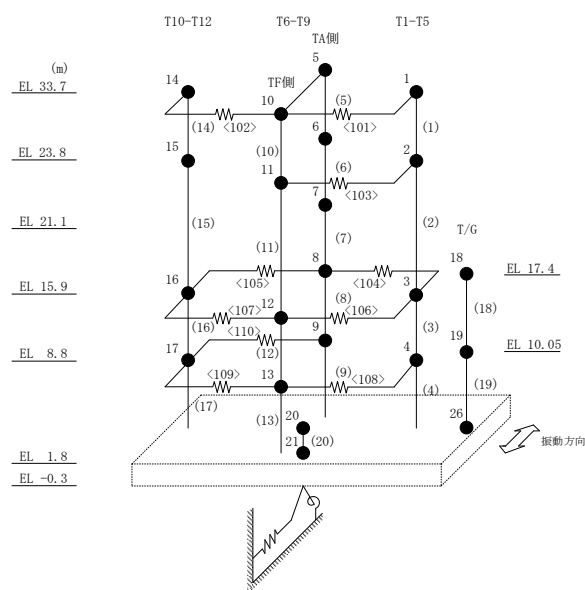 T10-T12 T6-T9 T1-T5
TA側
(m) 5
EL 33.7 14 TF側 1
10 (5)
(14) <102> <101> (1)
6
EL 23.8 15 (10) 2
11 (6)
<103>
7
EL 21.1 (15) (7) (2) T/G
(11) 8 18 EL 17.4
<105> <104>
EL 15.9 16 3
12 (8) (18)
<107> <106>
(16) <110> 9 (3) 19 EL 10.05
EL 8.8 17 (12) 4
13 (9)
<109> <108> (4) (19)
(17) (13) 20 26
21 (20) 振動方向
EL 1.8
EL -0.3